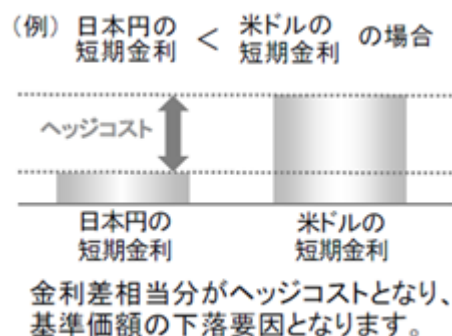 (例) 日本円の短期金利 < 米ドルの短期金利 の場合
ヘッジコスト
日本円の
短期金利
米ドルの
短期金利
金利差相当分がヘッジコストとなり、
基準価額の下落要因となります。